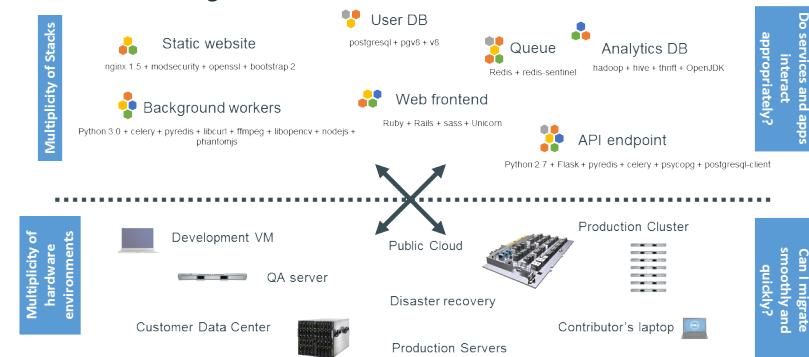 Multiplicity of Stacks
Static website
nginx 1.5 + modsecurity + openssl + bootstrap 2
User DB
postgresql + pgv8 + v8
Queue
Redis + redis-sentinel
Analytics DB
hadoop + hive + thrift + OpenJDK
Background workers
Python 3.0 + celery + pyredis + libcurl + ffmpeg + libopencv + nodejs +
phantomjs
Web frontend
Ruby + Rails + sass + Unicorn
API endpoint
Python 2.7 + Flask + pyredis + celery + psycopg + postgresql-client
Do services and apps
interact
appropriately?
Multiplicity of
hardware
environments
Development VM
QA server
Customer Data Center
Public Cloud
Disaster recovery
Production Servers
Production Cluster
Contributor's laptop
Can I migrate
smoothly and
quickly?